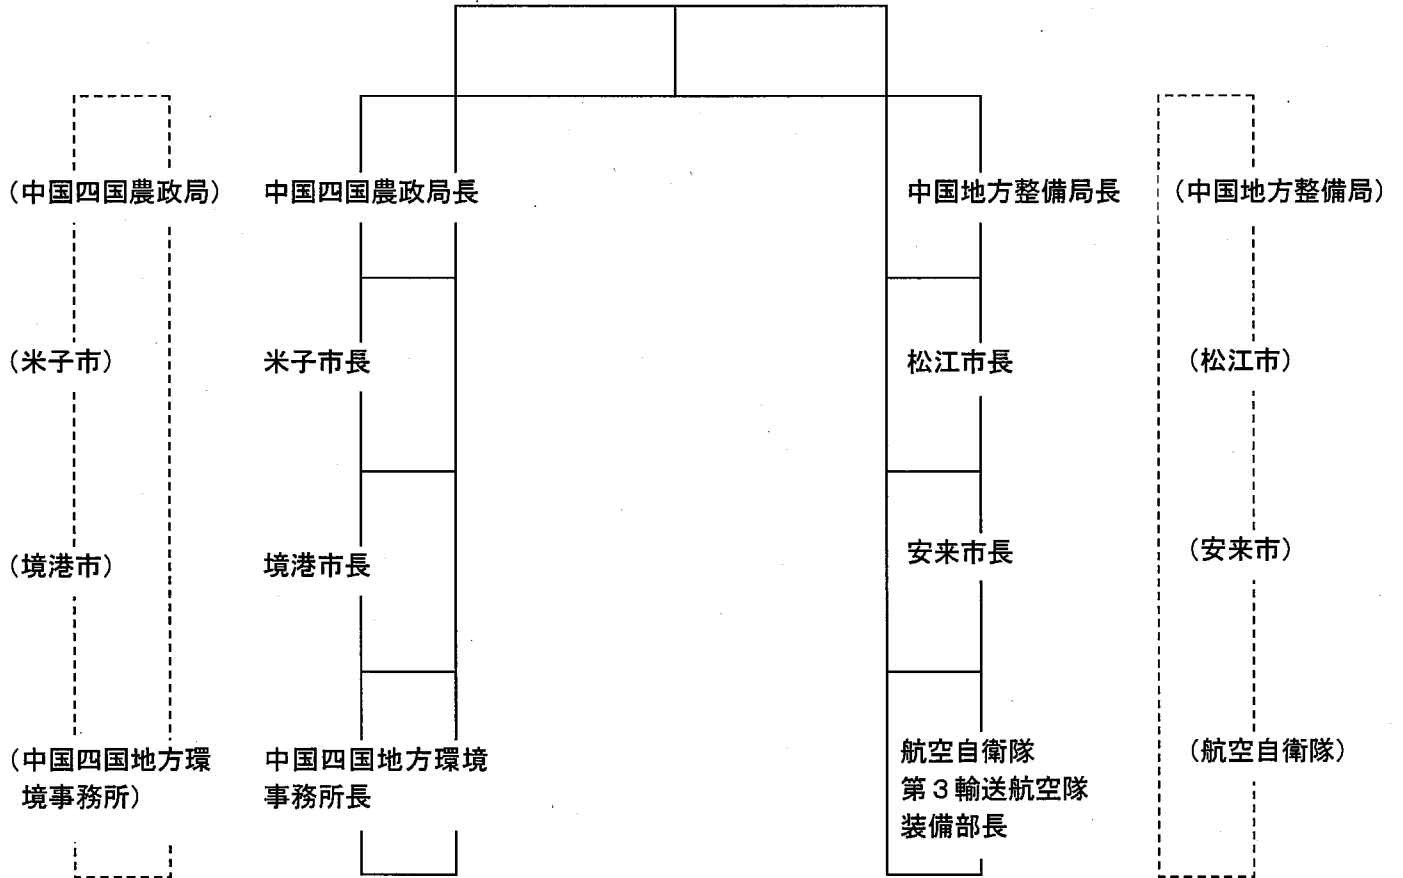 （中国四国農政局）
中国四国農政局長
中国地方整備局長
（中国地方整備局）
（米子市）
米子市長
松江市長
（松江市）
（境港市）
境港市長
安来市長
（安来市）
（中国四国地方環
境事務所）
中国四国地方環境
事務所長
航空自衛隊
第３輸送航空隊
装備部長
（航空自衛隊）